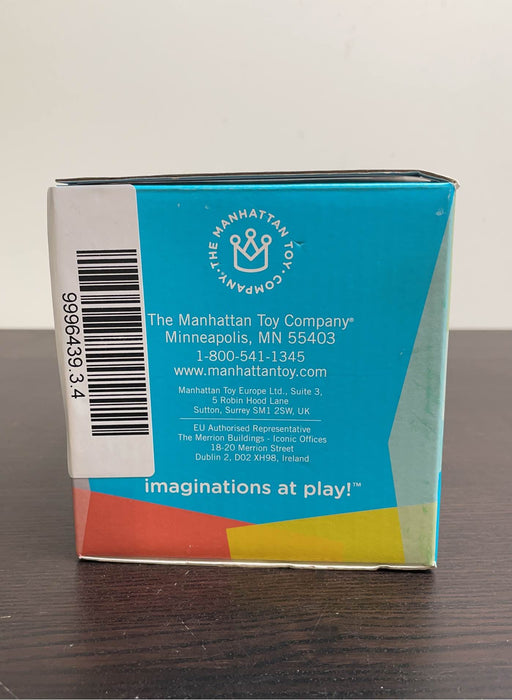 THE MANHATTAN TOY COMPANY
The Manhattan Toy Company®
Minneapolis, MN 55403
1-800-541-1345
www.manhattantoy.com
Manhattan Toy Europe Ltd., Suite 3,
5 Robin Hood Lane
Sutton, Surrey SM1 2SW, UK
EU Authorised Representative
The Merrion Buildings - Iconic Offices
18-20 Merrion Street
Dublin 2, D02 XH98, Ireland
imaginations at play!™
9996439.3.4